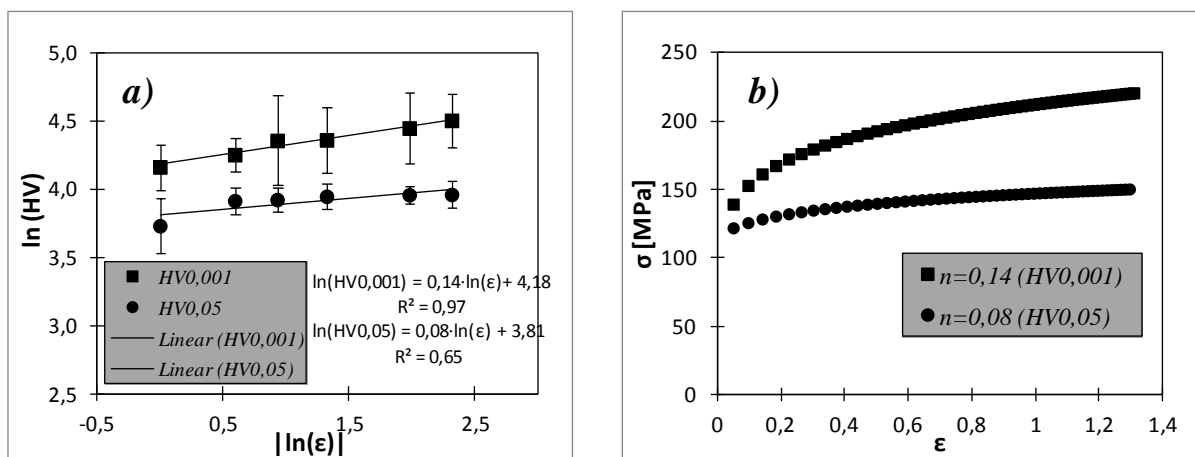 a)
5,0
4,5
4,0
3,5
3,0
2,5
ln (HV)
HV0,001
HV0,05
Linear (HV0,001)
Linear (HV0,05)
ln(HV0,001) = 0,14·ln(ε)+ 4,18
R² = 0,97
ln(HV0,05) = 0,08·ln(ε) + 3,81
R² = 0,65
-0,5 0,5 1,5 2,5
|ln(ε)|
b)
250
200
150
100
50
0
σ [MPa]
n=0,14 (HV0,001)
n=0,08 (HV0,05)
0 0,2 0,4 0,6 0,8 1 1,2 1,4
ε